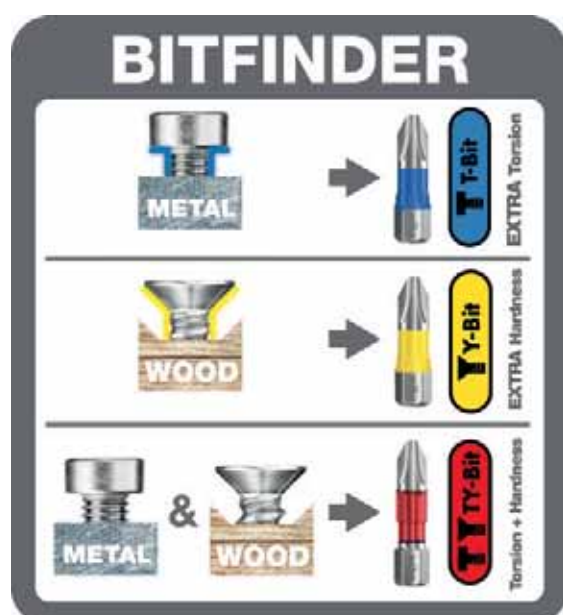 BITFINDER
METAL
T-Bit
EXTRA Torsion
WOOD
Y-Bit
EXTRA Hardness
METAL
&
WOOD
TY-Bit
Torsion + Hardness